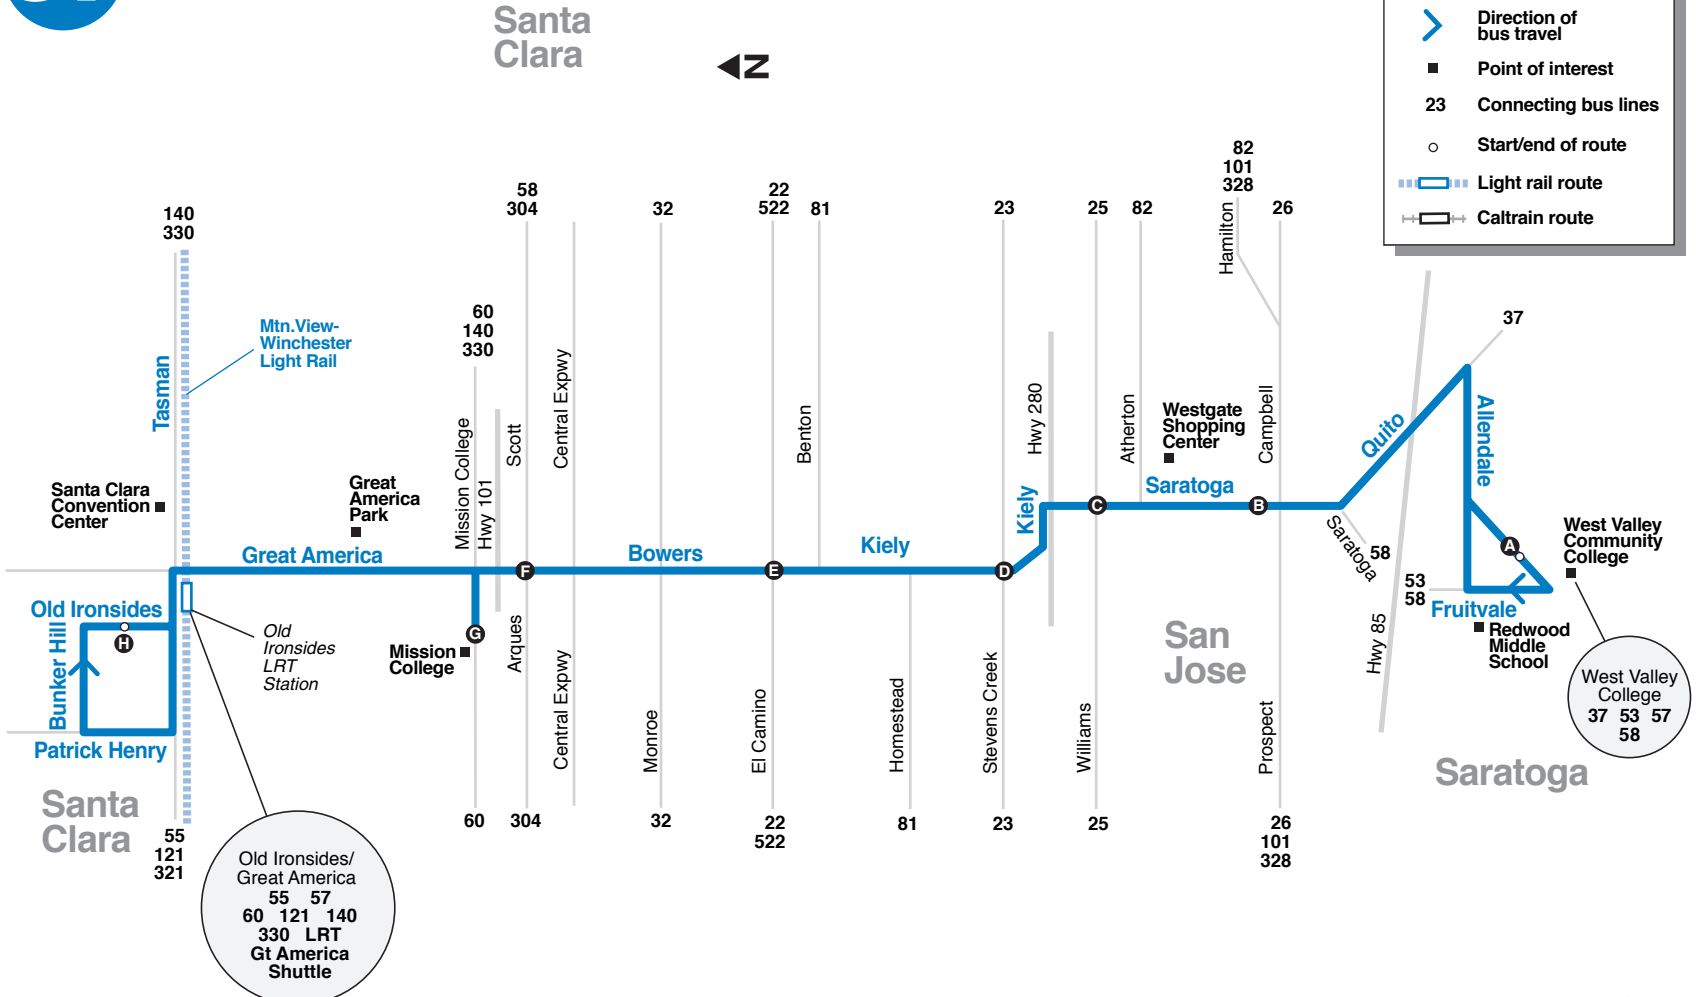 Santa
Clara
N
Direction of
bus travel
Point of interest
23 Connecting bus lines
Start/end of route
Light rail route
Caltrain route
140
330
58
304
32
22
522
81
23
25
82
82
101
328
26
Hamilton
37
60
140
330
Mtn.View-
Winchester
Light Rail
Tasman
Mission College
Hwy 101
Scott
Central Expwy
Benton
Hwy 280
Atherton
Westgate
Shopping
Center
Campbell
Quito
Allendale
Santa Clara
Convention
Center
Great
America
Park
Great America
Bowers
Kiely
Kiely
Saratoga
Saratoga
58
A
B
C
D
E
F
G
H
West Valley
Community
College
53
58
Fruitvale
Redwood
Middle
School
Old Ironsides
Bunker Hill
Patrick Henry
Old
Ironsides
LRT
Station
Mission
College
Arques
Central Expwy
Monroe
El Camino
Homestead
Stevens Creek
Williams
Prospect
Hwy 85
San
Jose
West Valley
College
37 53 57
58
Saratoga
Santa
Clara
55
121
321
60
304
32
22
522
81
23
25
26
101
328
Old Ironsides/
Great America
55 57
60 121 140
330 LRT
Gt America
Shuttle